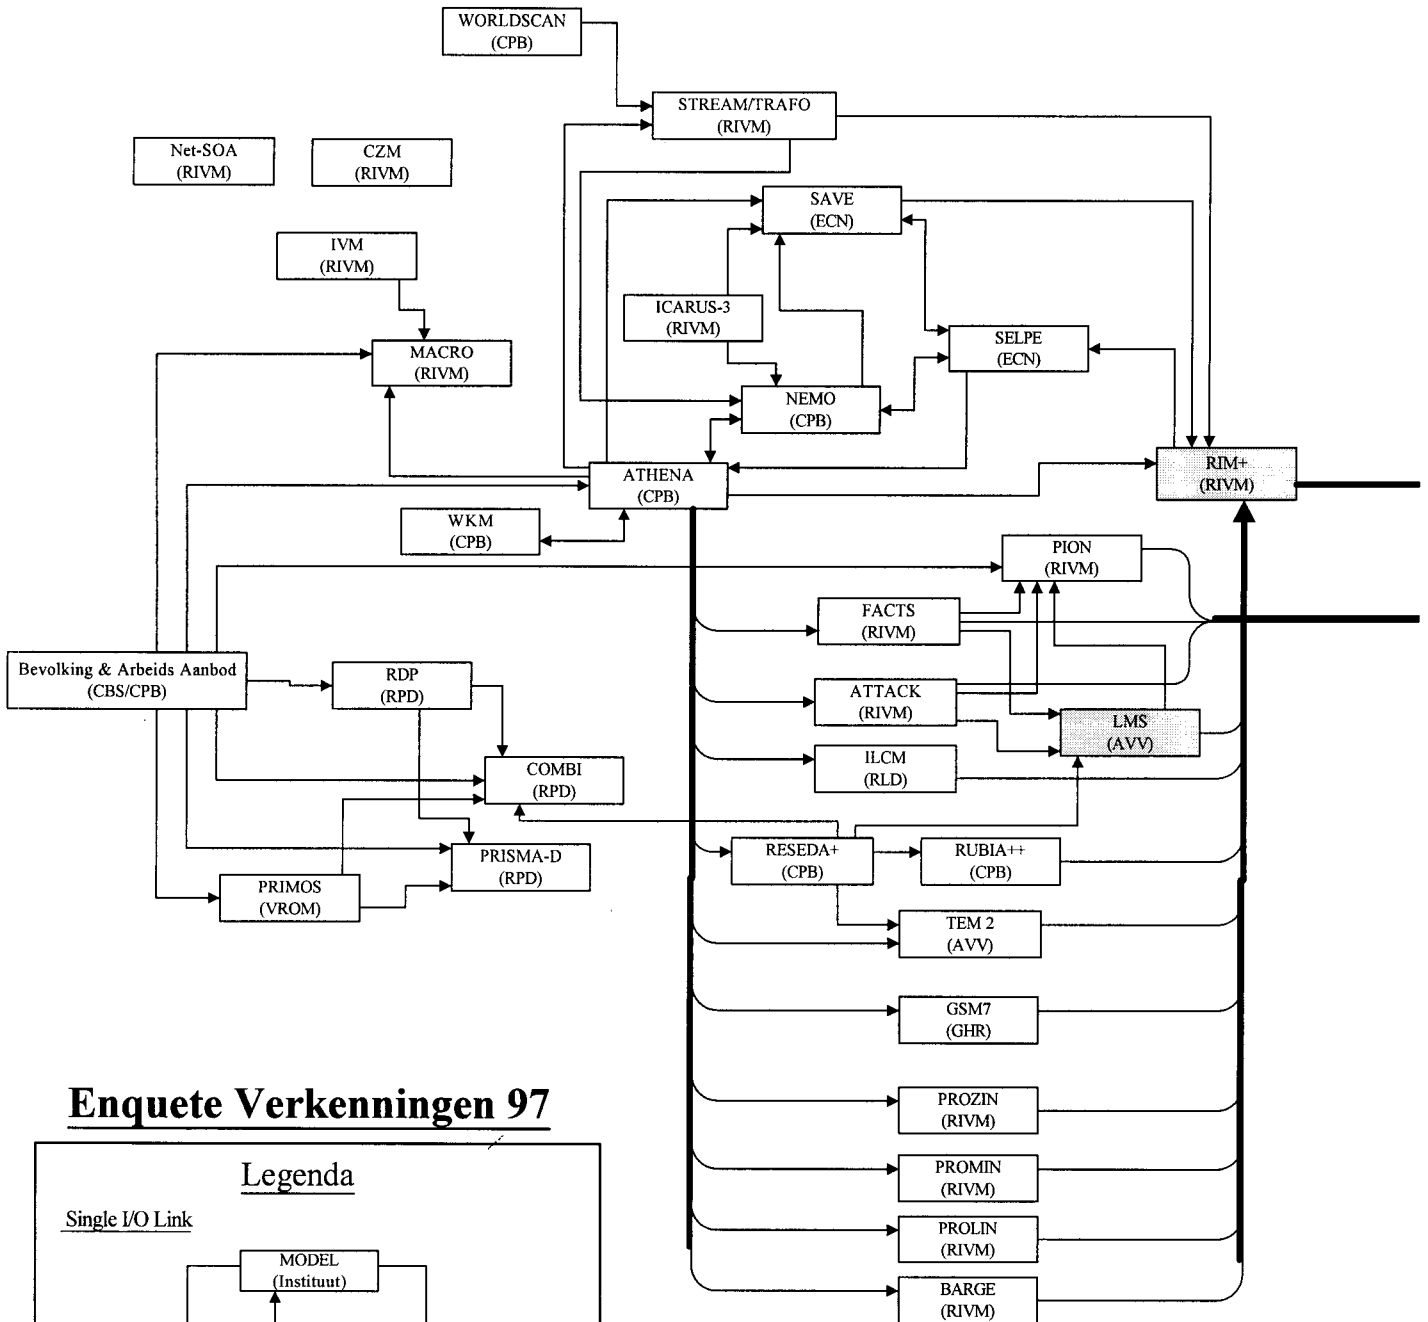 WORLDSCAN
(CPB)
STREAM/TRAFO
(RIVM)
Net-SOA
(RIVM)
CZM
(RIVM)
SAVE
(ECN)
IVM
(RIVM)
ICARUS-3
(RIVM)
SELPE
(ECN)
MACRO
(RIVM)
NEMO
(CPB)
ATHENA
(CPB)
RIM+
(RIVM)
WKM
(CPB)
PION
(RIVM)
FACTS
(RIVM)
Bevolking & Arbeids Aanbod
(CBS/CPB)
RDP
(RPD)
ATTACK
(RIVM)
LMS
(AVV)
COMBI
(RPD)
ILCM
(RLD)
PRISMA-D
(RPD)
RESEDA+
(CPB)
RUBIA++
(CPB)
PRIMOS
(VROM)
TEM 2
(AVV)
GSM7
(GHR)
Enquete Verkenningen 97
PROZIN
(RIVM)
Legenda
PROMIN
(RIVM)
Single I/O Link
PROLIN
(RIVM)
MODEL
(Instituut)
BARGE
(RIVM)